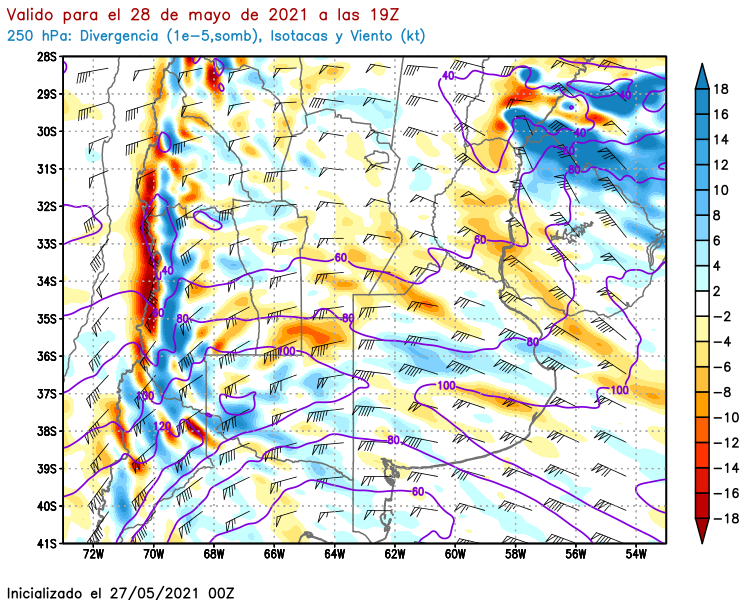 Valido para el 28 de mayo de 2021 a las 19Z
250 hPa: Divergencia (1e−5,somb), Isotacas y Viento (kt)
28S
29S
30S
31S
32S
33S
34S
35S
36S
37S
38S
39S
40S
41S
72W
70W
68W
66W
64W
62W
60W
58W
56W
54W
18
16
14
12
10
8
6
4
2
−2
−4
−6
−8
−10
−12
−14
−16
−18
40
40
40
60
80
60
60
40
60
80
80
80
100
100
100
100
120
80
60
Inicializado el 27/05/2021 00Z